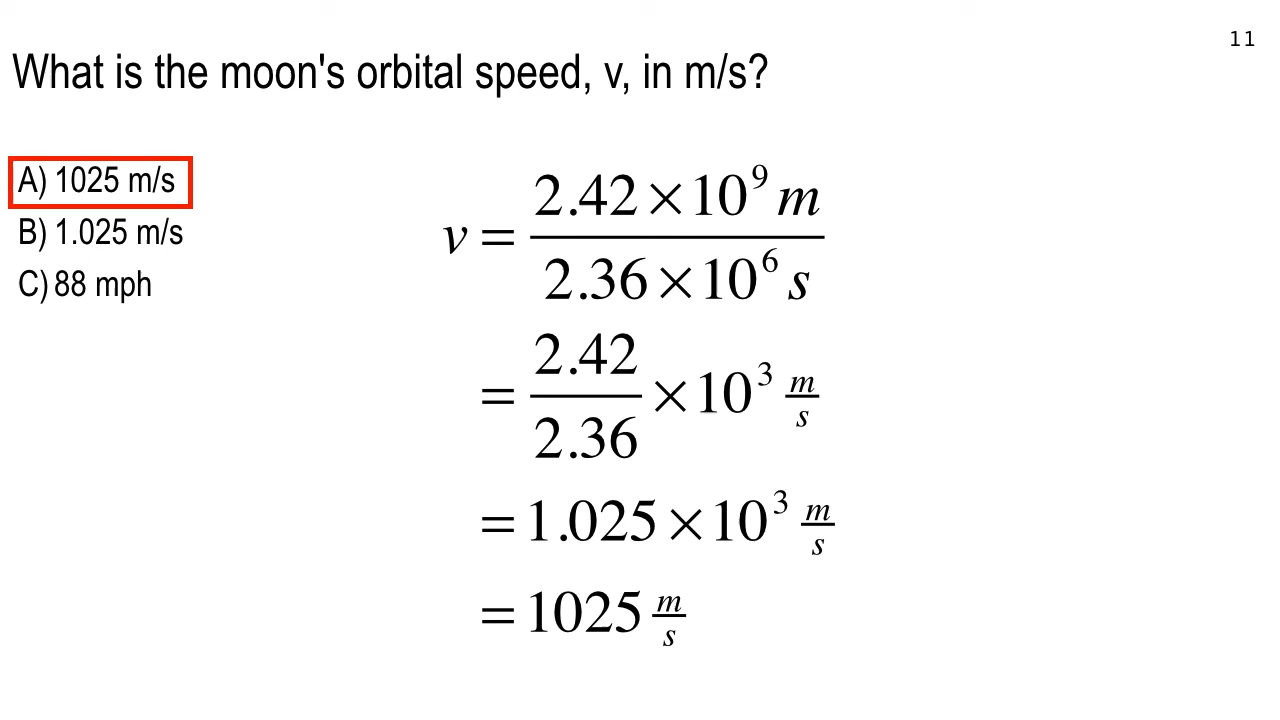 11
What is the moon's orbital speed, v, in m/s?
A) 1025 m/s
B) 1.025 m/s
C) 88 mph
v = 2.42×10⁹ m / 2.36×10⁶ s
= 2.42 / 2.36 ×10³ m/s
= 1.025×10³ m/s
= 1025 m/s